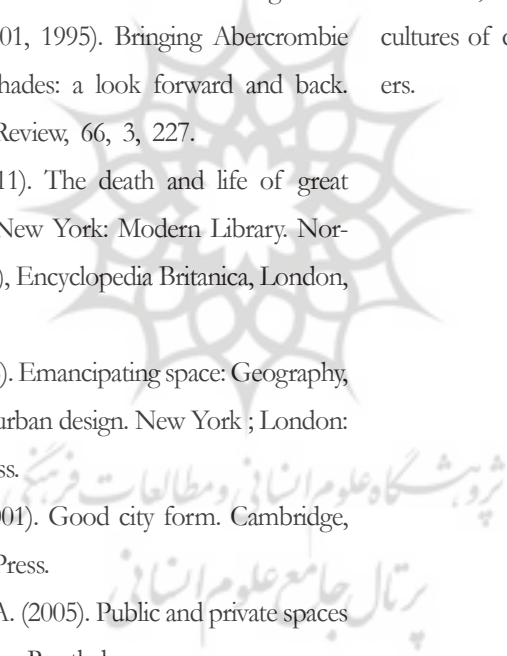 01, 1995). Bringing Abercrombie
hades: a look forward and back.
Review, 66, 3, 227.
11). The death and life of great
New York: Modern Library. Nor-
), Encyclopedia Britanica, London,
). Emancipating space: Geography,
urban design. New York ; London:
ss.
001). Good city form. Cambridge,
Press.
A. (2005). Public and private spaces
cultures of
ers.
پژوهشگاه علوم انسانی و مطالعات فرهنگی
پرتال جامع علوم انسانی